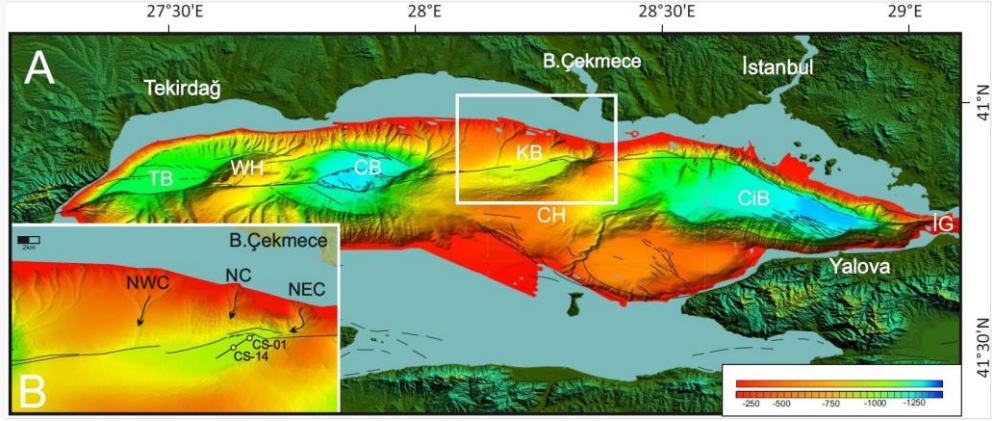 27°30' 28° 28°30' 29°
A
B.Çekmece
İstanbul
Tekirdağ
41°N
WH CB KB
TB
CiB
CH
İG
Yalova
2km
B.Çekmece
NWC NC NEC
CS-01
CS-14
B
41°30'
-250 -500 -750 -1000 -1250